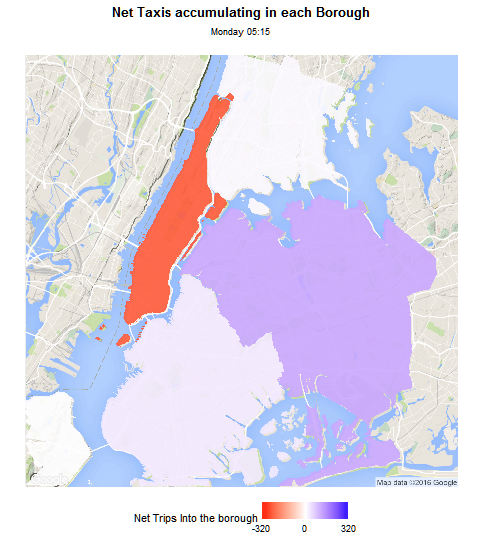 Net Taxis accumulating in each Borough
Monday 05:15
Map data ©2016 Google
Net Trips Into the borough
-320 0 320